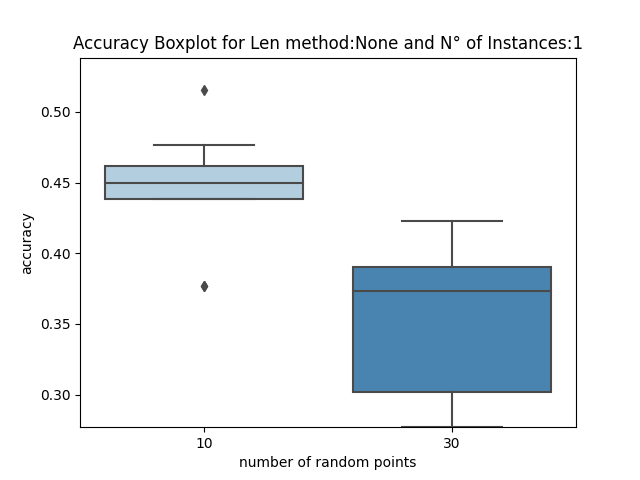 Accuracy Boxplot for Len method:None and N° of Instances:1
accuracy
0.50
0.45
0.40
0.35
0.30
10 30
number of random points